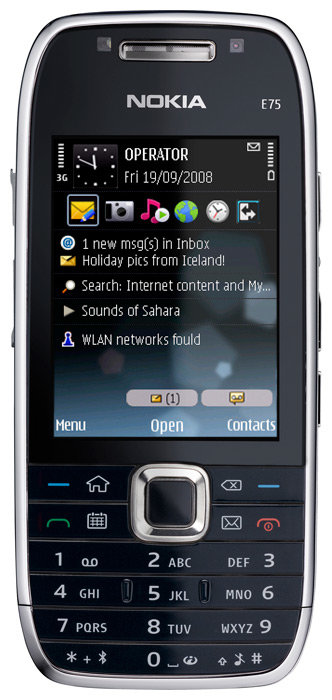 NOKIA E75
3G
OPERATOR
Fri 19/09/2008
1 new msg(s) in Inbox
Holiday pics from Iceland!
Search: Internet content and My...
Sounds of Sahara
WLAN networks fould
(1)
Menu Open Contacts
1 2 ABC DEF 3
4 GHI 5 JKL MNO 6
7 PQRS 8 TUV WXYZ 9
* + 0 #